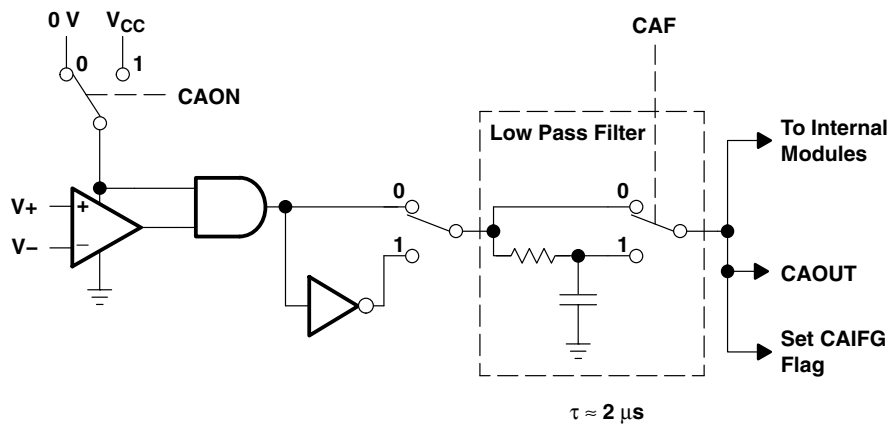 0 V VCC
CAF
0 1
CAON
Low Pass Filter
To Internal
Modules
V+ +
V− −
0
1
0
1
CAOUT
Set CAIFG
Flag
τ ≈ 2 μs